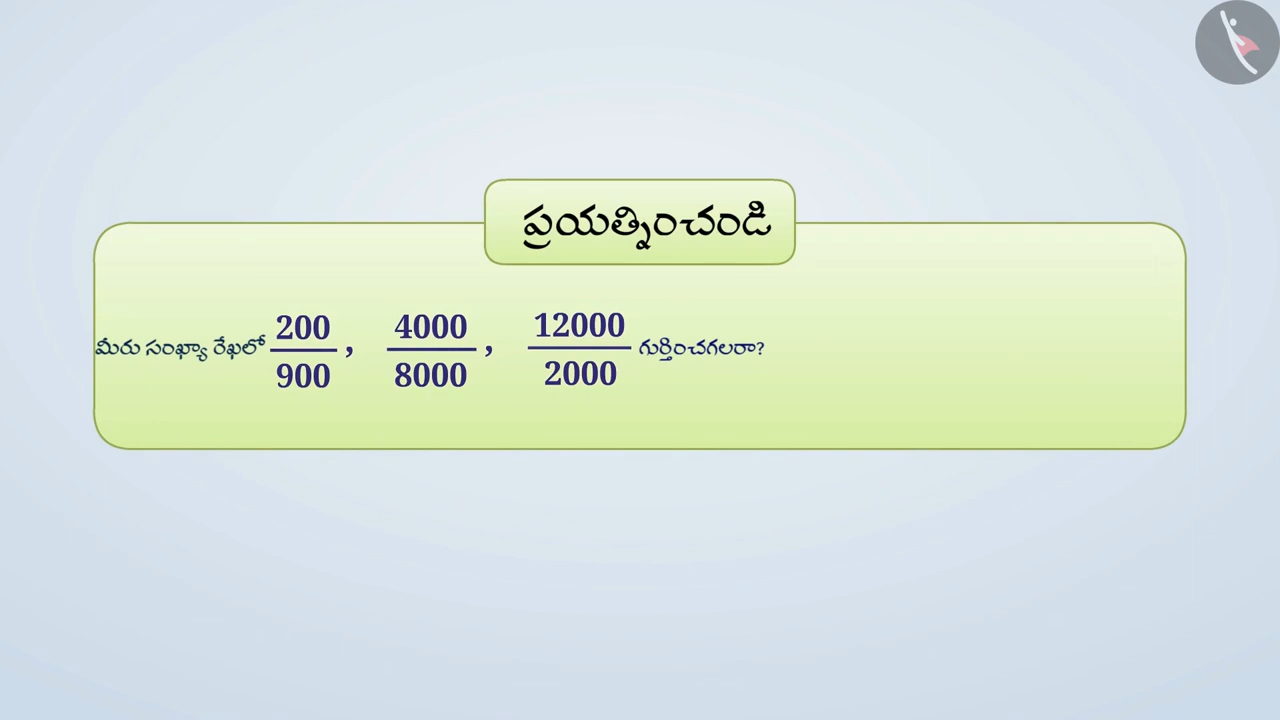 ప్రయత్నించండి
మీరు సంఖ్యా రేఖలో 200/900 , 4000/8000 , 12000/2000 గుర్తించగలరా?